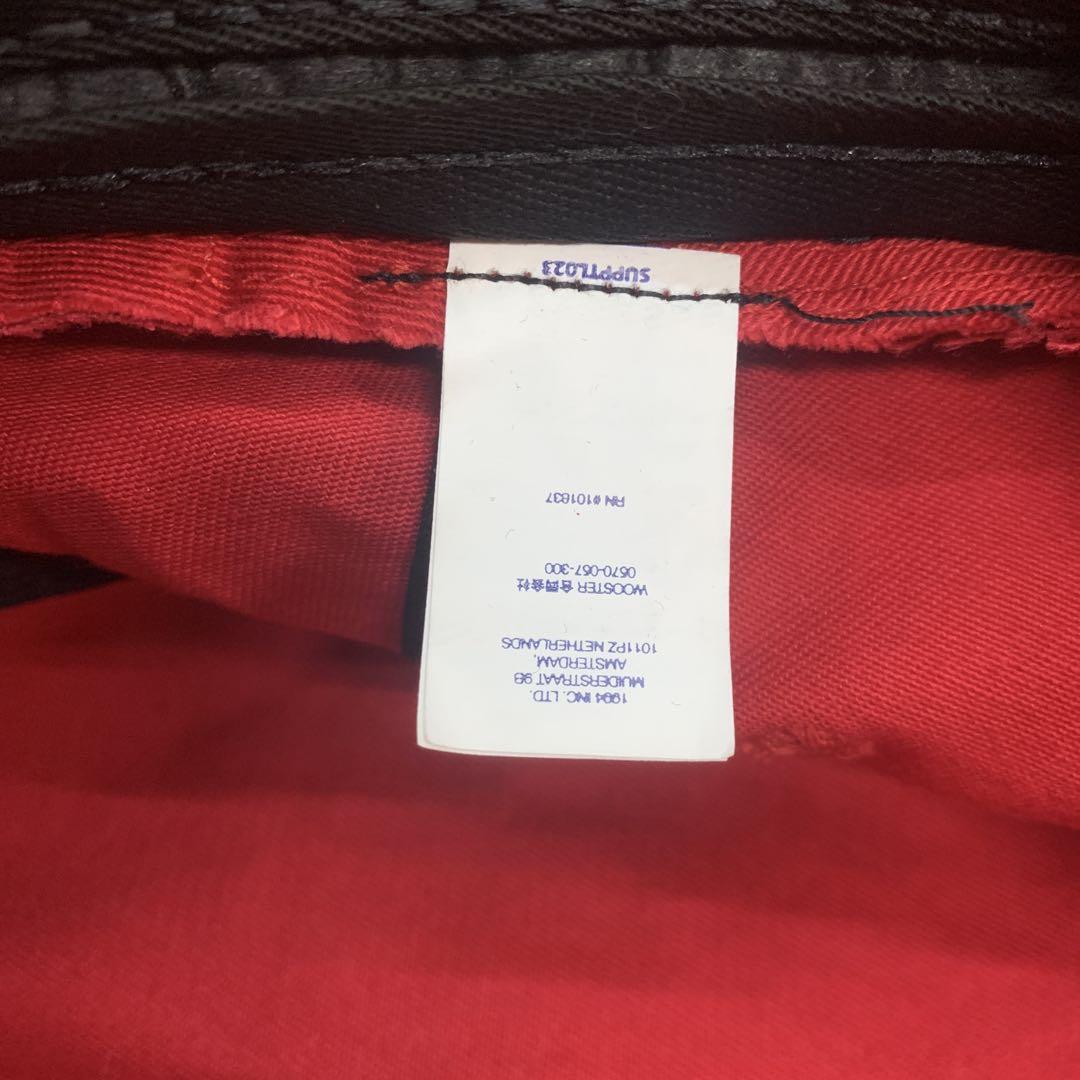 1994 INC. LTD.
MUIDERSTRAAT 9B
AMSTERDAM,
1011PZ NETHERLANDS
WOOSTER 合同会社
0570-067-300
RN #101837
SUPPTL023